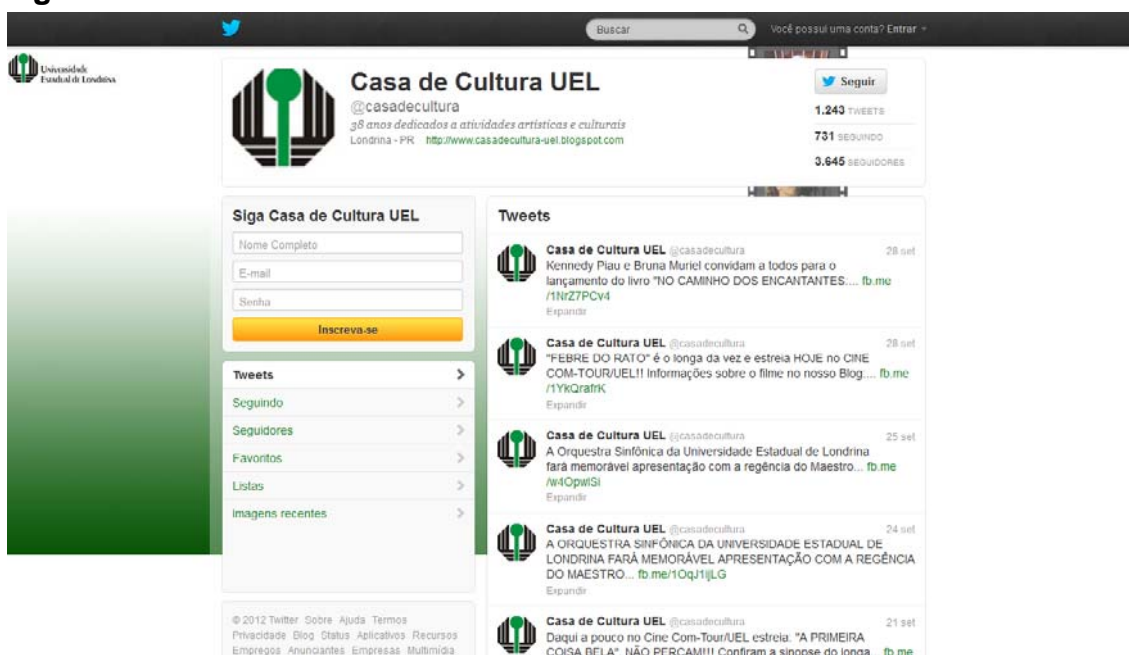 Buscar
Você possui uma conta? Entrar
Universidade
Estadual de Londrina
Casa de Cultura UEL
@casadecultura
38 anos dedicados a atividades artísticas e culturais
Londrina - PR http://www.casadecultura-uel.blogspot.com
Seguir
1.243 TWEETS
731 SEGUINDO
3.645 SEGUIDORES
Siga Casa de Cultura UEL
Nome Completo
E-mail
Senha
Inscreva-se
Tweets
Seguindo
Seguidores
Favoritos
Listas
Imagens recentes
© 2012 Twitter Sobre Ajuda Termos
Privacidade Blog Status Aplicativos Recursos
Empregos Anunciantes Empresas Multimídia
Tweets
Casa de Cultura UEL @casadecultura 28 set
Kennedy Piau e Bruna Muriel convidam a todos para o
lançamento do livro "NO CAMINHO DOS ENCANTANTES.... fb.me
/1NrZ7PCv4
Expandir
Casa de Cultura UEL @casadecultura 28 set
"FEBRE DO RATO" é o longa da vez e estreia HOJE no CINE
COM-TOUR/UEL!! Informações sobre o filme no nosso Blog.... fb.me
/1YkQrafrK
Expandir
Casa de Cultura UEL @casadecultura 25 set
A Orquestra Sinfônica da Universidade Estadual de Londrina
fará memorável apresentação com a regência do Maestro... fb.me
/w4OpwlSi
Expandir
Casa de Cultura UEL @casadecultura 24 set
A ORQUESTRA SINFÔNICA DA UNIVERSIDADE ESTADUAL DE
LONDRINA FARÁ MEMORÁVEL APRESENTAÇÃO COM A REGÊNCIA
DO MAESTRO... fb.me/1OqJ1ijLG
Expandir
Casa de Cultura UEL @casadecultura 21 set
Daqui a pouco no Cine Com-Tour/UEL estreia. "A PRIMEIRA
COISA BELA". NÃO PERCAM!!! Confiram a sinopse do longa... fb.me